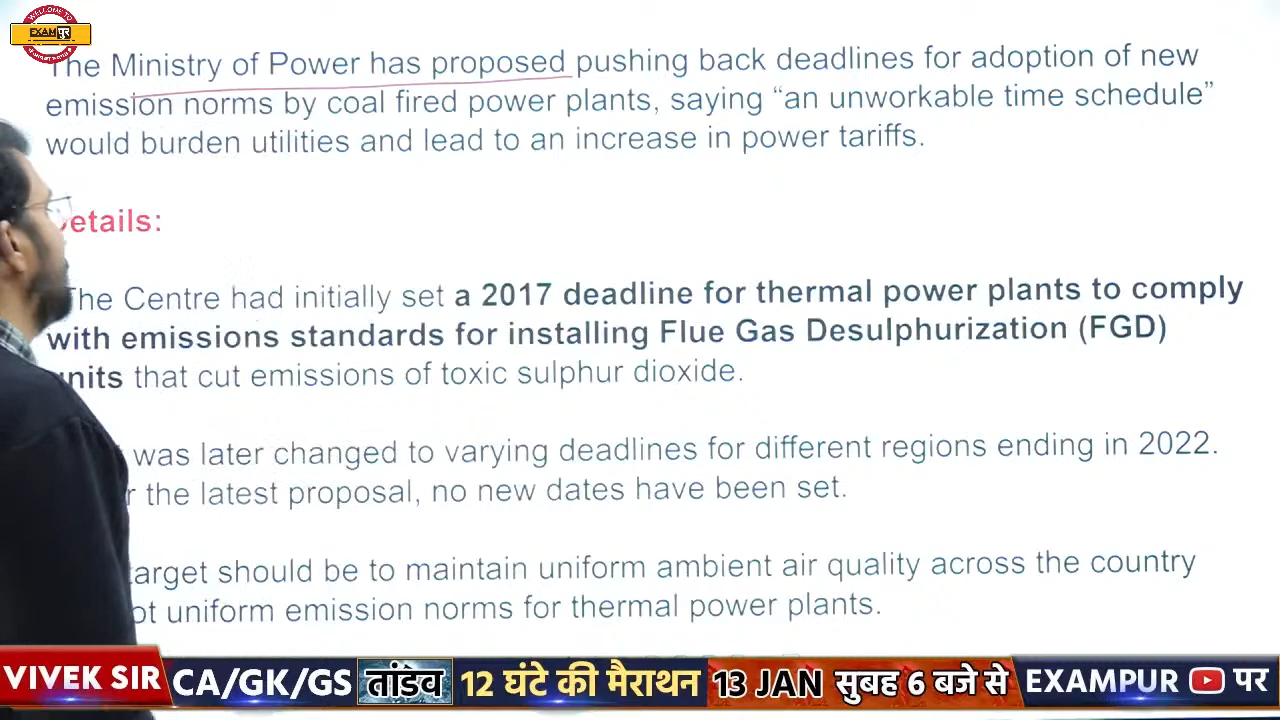 WELCOME TO
EXAMपुर
The Ministry of Power has proposed pushing back deadlines for adoption of new
emission norms by coal fired power plants, saying “an unworkable time schedule”
would burden utilities and lead to an increase in power tariffs.
etails:
The Centre had initially set a 2017 deadline for thermal power plants to comply
with emissions standards for installing Flue Gas Desulphurization (FGD)
units that cut emissions of toxic sulphur dioxide.
was later changed to varying deadlines for different regions ending in 2022.
r the latest proposal, no new dates have been set.
target should be to maintain uniform ambient air quality across the country
ot uniform emission norms for thermal power plants.
VIVEK SIR CA/GK/GS तांडव 12 घंटे की मैराथन 13 JAN सुबह 6 बजे से EXAMPUR पर